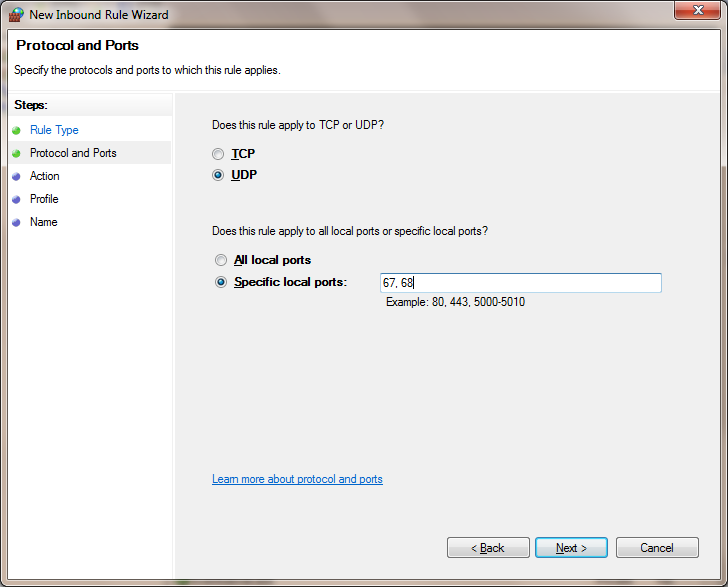 New Inbound Rule Wizard
Protocol and Ports
Specify the protocols and ports to which this rule applies.
Steps:
Rule Type
Protocol and Ports
Action
Profile
Name
Does this rule apply to TCP or UDP?
TCP
UDP
Does this rule apply to all local ports or specific local ports?
All local ports
Specific local ports:
67, 68
Example: 80, 443, 5000-5010
Learn more about protocol and ports
< Back
Next >
Cancel